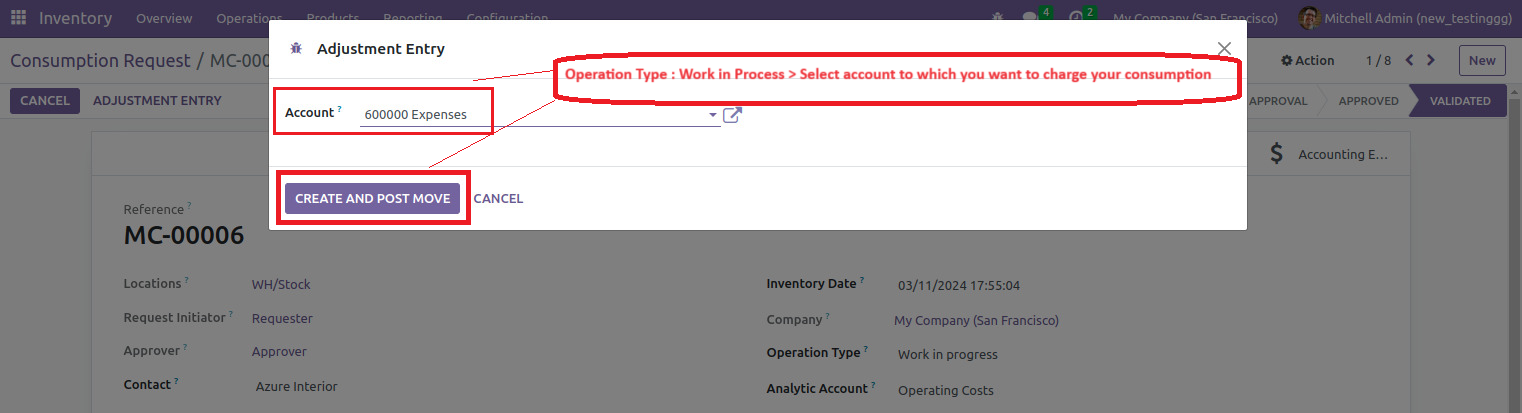 Inventory Overview Operations Products Reporting Configuration 4 2 My Company (San Francisco) Mitchell Admin (new_testinggg)
Adjustment Entry
Consumption Request / MC-000
Action 1 / 8 New
Operation Type : Work in Process > Select account to which you want to charge your consumption
CANCEL ADJUSTMENT ENTRY
APPROVAL APPROVED VALIDATED
Account ? 600000 Expenses
Accounting E...
CREATE AND POST MOVE CANCEL
Reference ?
MC-00006
Locations ? WH/Stock
Inventory Date ? 03/11/2024 17:55:04
Request Initiator ? Requester
Company ? My Company (San Francisco)
Approver ? Approver
Operation Type ? Work in progress
Contact ? Azure Interior
Analytic Account ? Operating Costs